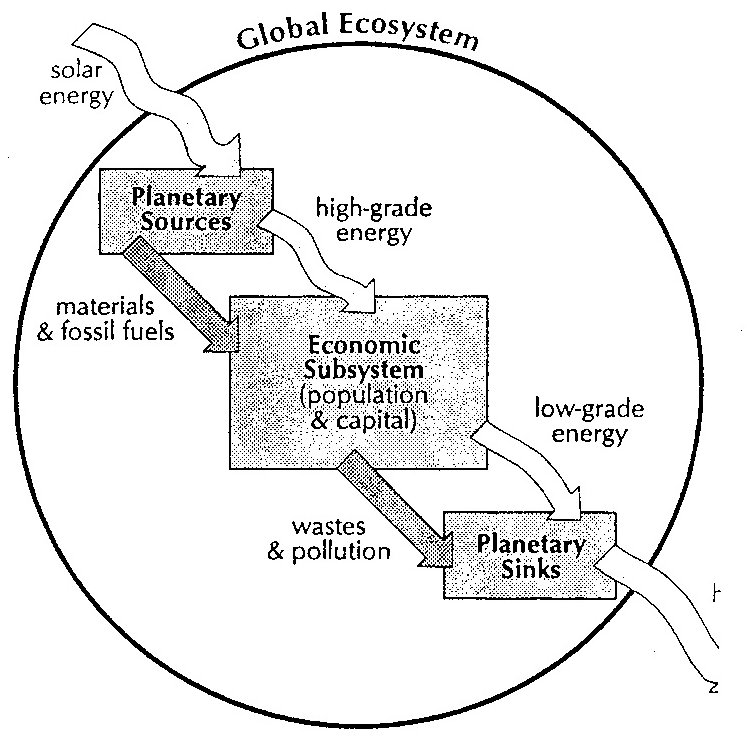 Global Ecosystem
solar
energy
Planetary
Sources
high-grade
energy
materials
& fossil fuels
Economic
Subsystem
(population
& capital)
low-grade
energy
wastes
& pollution
Planetary
Sinks